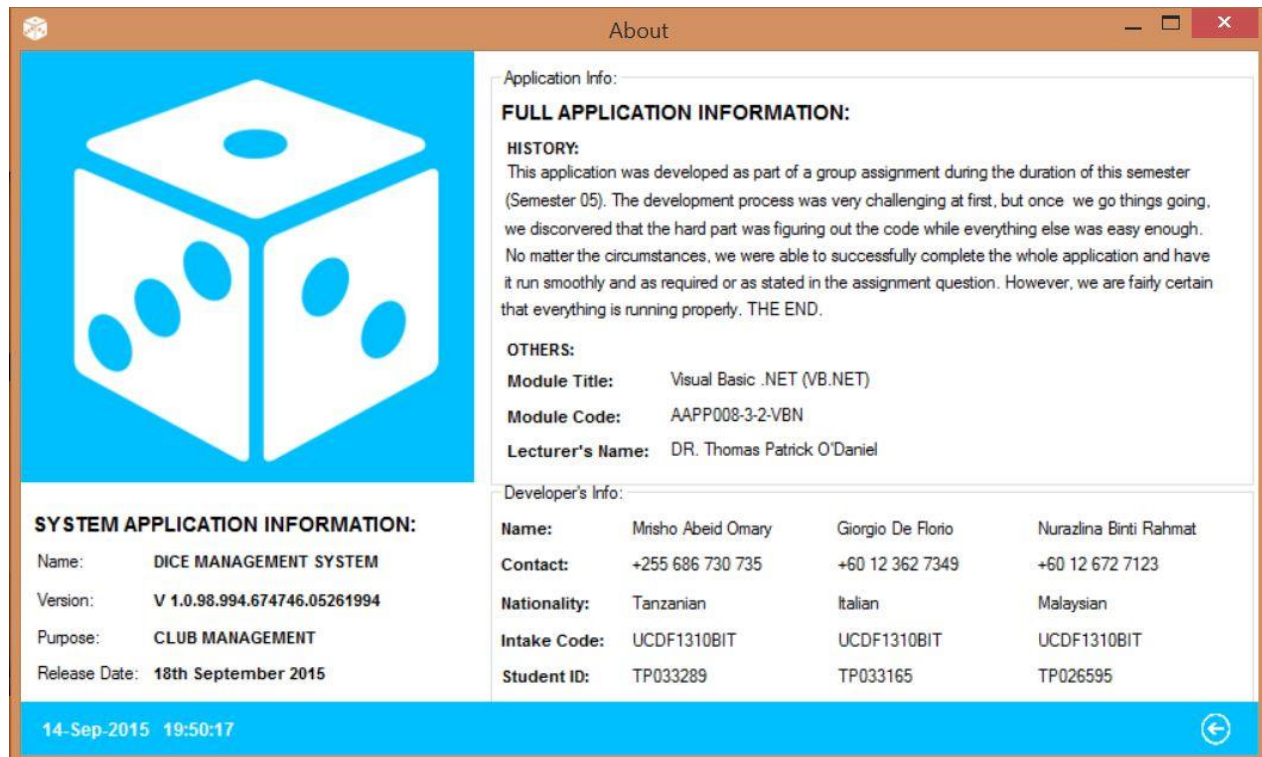 About
Application Info:
FULL APPLICATION INFORMATION:
HISTORY:
This application was developed as part of a group assignment during the duration of this semester
(Semester 05). The development process was very challenging at first, but once we go things going,
we discorvered that the hard part was figuring out the code while everything else was easy enough.
No matter the circumstances, we were able to successfully complete the whole application and have
it run smoothly and as required or as stated in the assignment question. However, we are fairly certain
that everything is running properly. THE END.
OTHERS:
Module Title: Visual Basic .NET (VB.NET)
Module Code: AAPP008-3-2-VBN
Lecturer's Name: DR. Thomas Patrick O'Daniel
SYSTEM APPLICATION INFORMATION:
Name: DICE MANAGEMENT SYSTEM
Version: V 1.0.98.994.674746.05261994
Purpose: CLUB MANAGEMENT
Release Date: 18th September 2015
Developer's Info:
Name: Mrisho Abeid Omary Giorgio De Florio Nurazlina Binti Rahmat
Contact: +255 686 730 735 +60 12 362 7349 +60 12 672 7123
Nationality: Tanzanian Italian Malaysian
Intake Code: UCDF1310BIT UCDF1310BIT UCDF1310BIT
Student ID: TP033289 TP033165 TP026595
14-Sep-2015 19:50:17